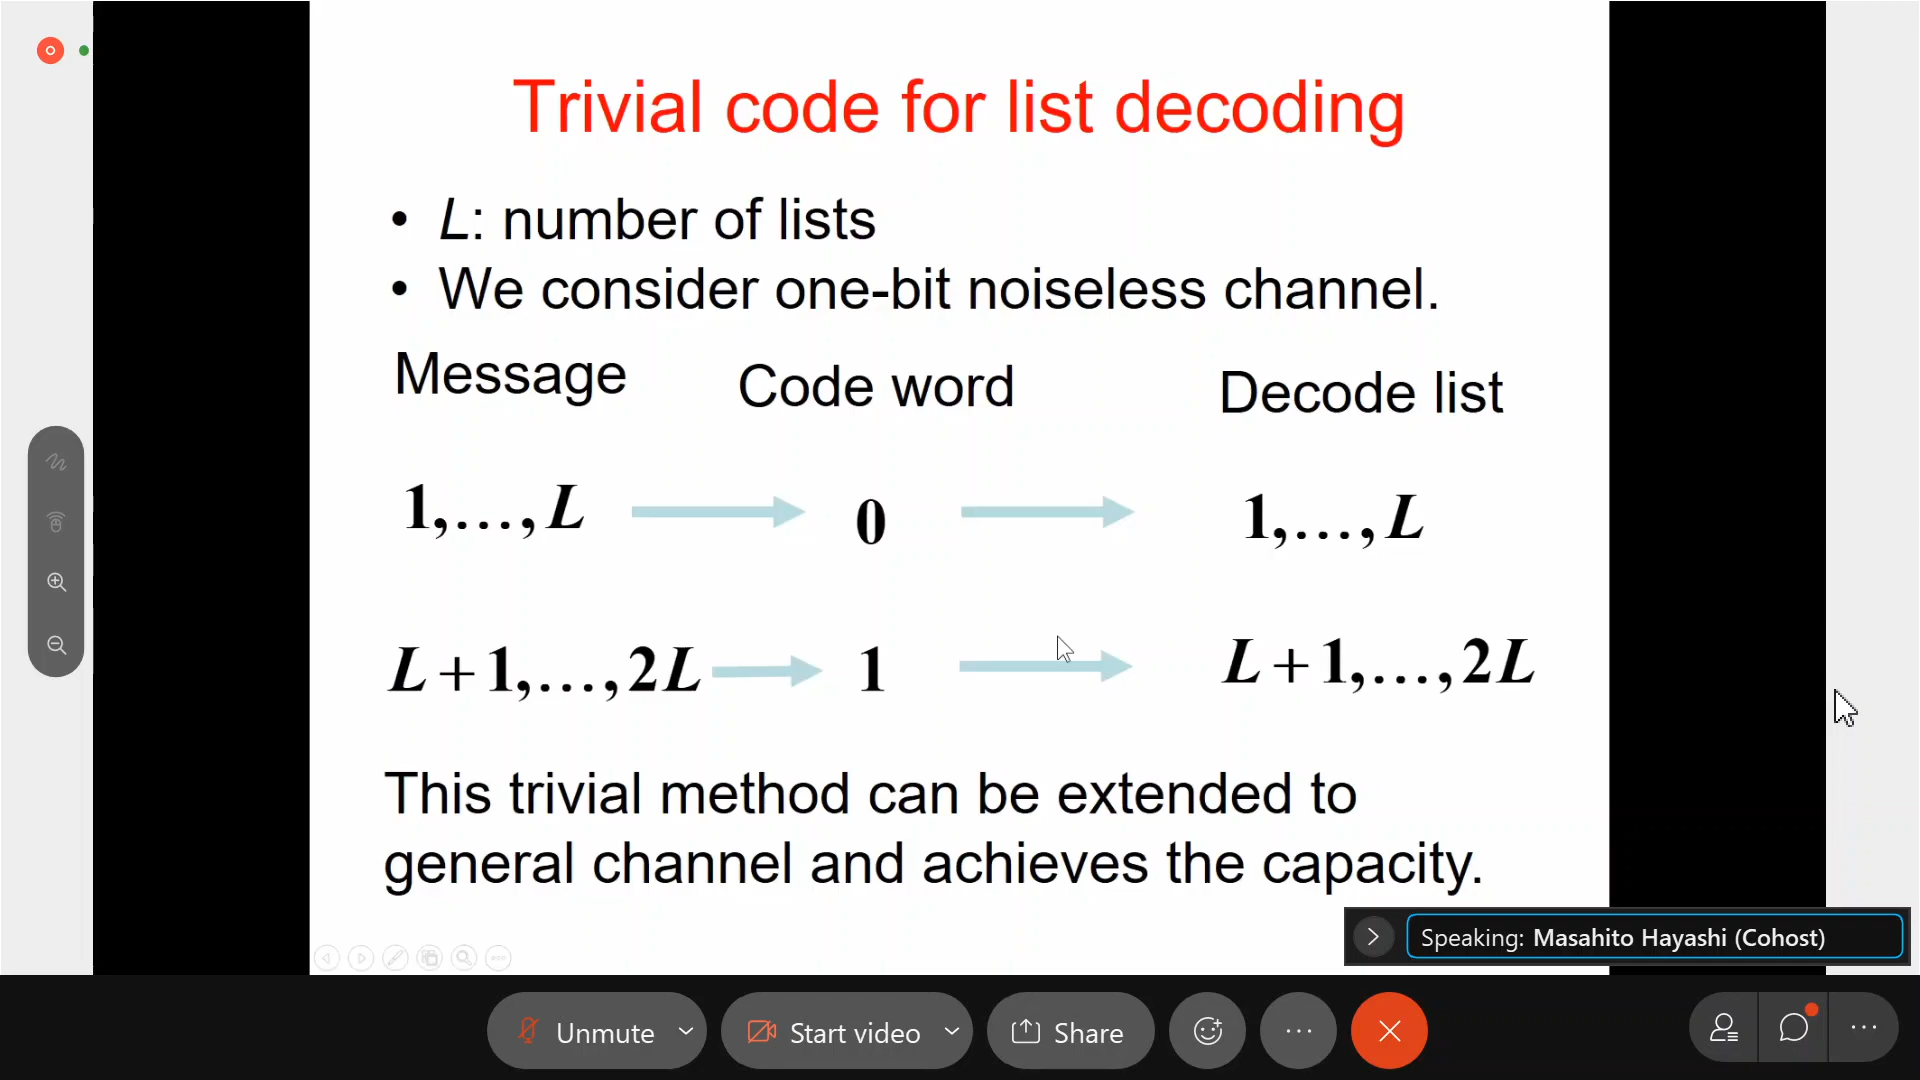 Trivial code for list decoding
• L: number of lists
• We consider one-bit noiseless channel.
Message Code word Decode list
1,…,L 0 1,…,L
L+1,…,2L 1 L+1,…,2L
This trivial method can be extended to
general channel and achieves the capacity.
Speaking: Masahito Hayashi (Cohost)
Unmute Start video Share